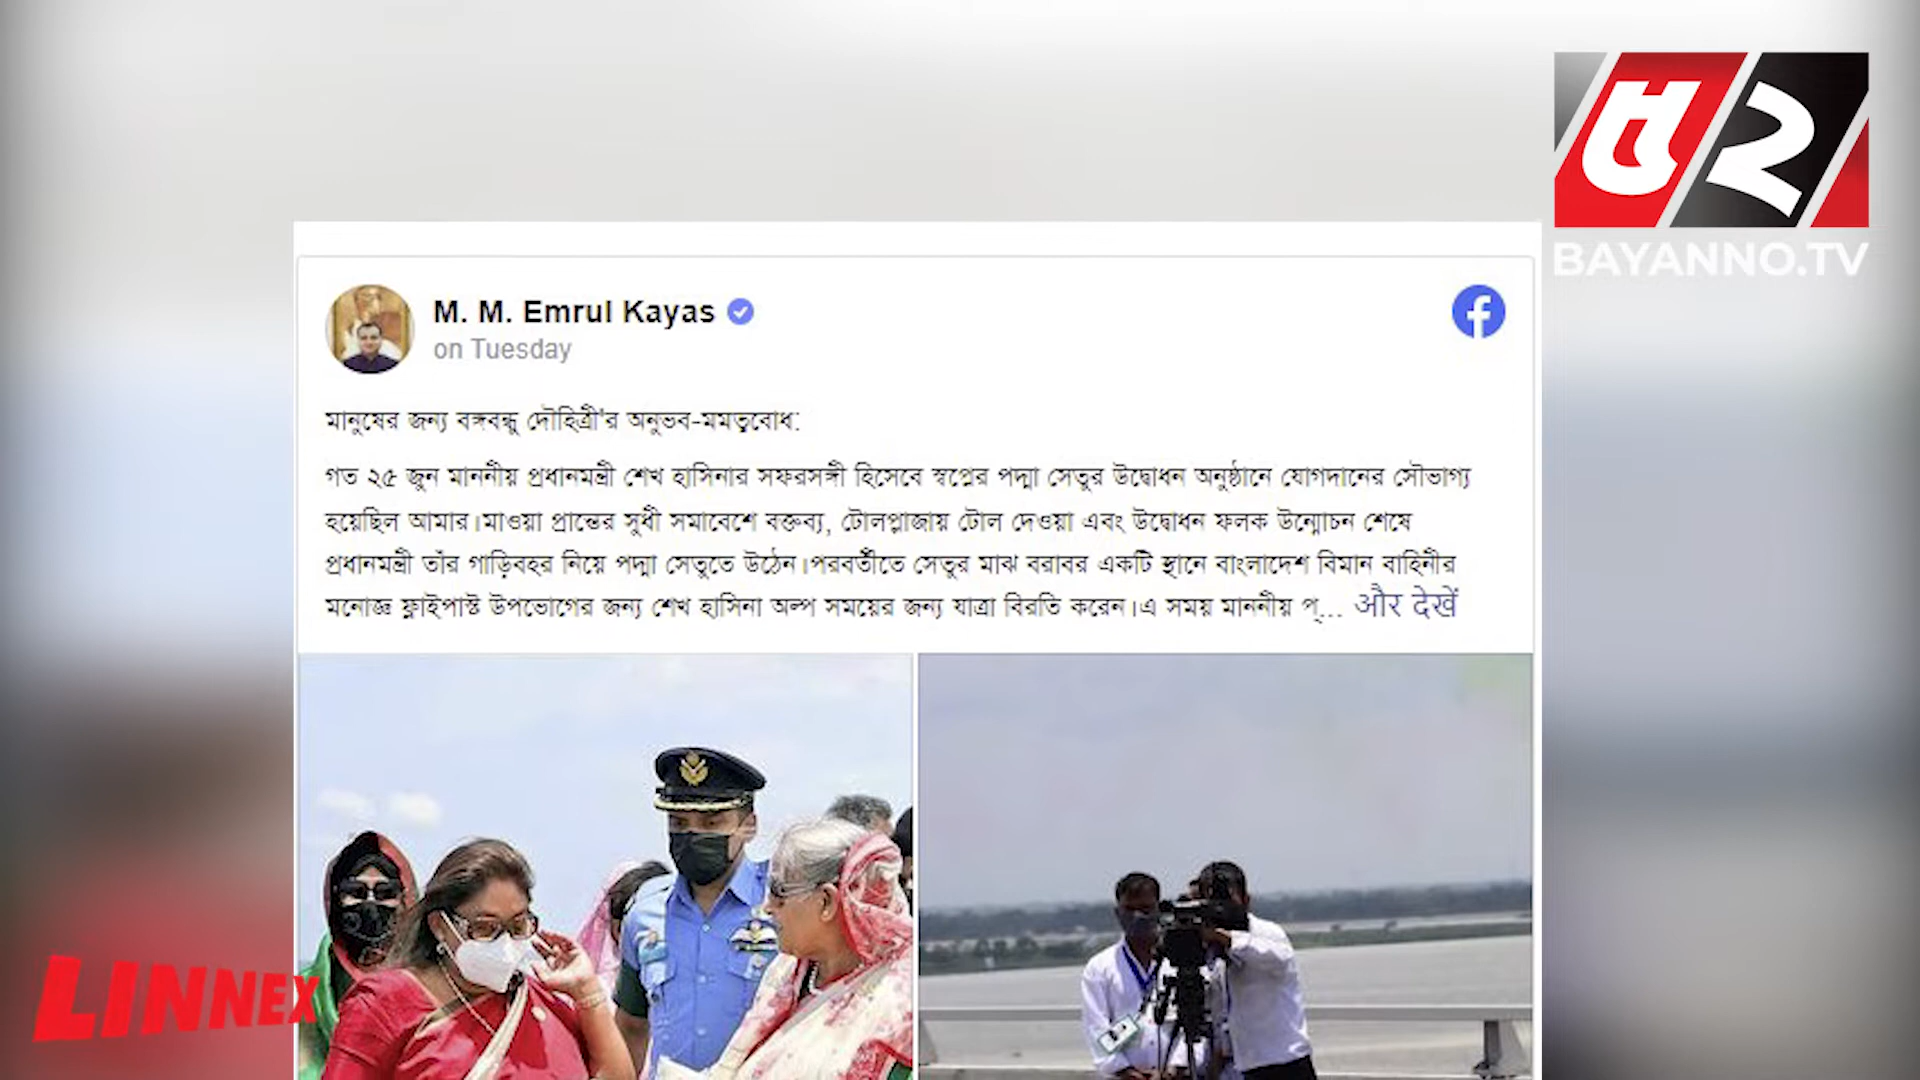 ৫২
BAYANNO.TV
M. M. Emrul Kayas
on Tuesday
মানুষের জন্য বঙ্গবন্ধু দৌহিত্রী'র অনুভব-মমত্ববোধ:
গত ২৫ জুন মাননীয় প্রধানমন্ত্রী শেখ হাসিনার সফরসঙ্গী হিসেবে স্বপ্নের পদ্মা সেতুর উদ্বোধন অনুষ্ঠানে যোগদানের সৌভাগ্য
হয়েছিল আমার।মাওয়া প্রান্তের সুধী সমাবেশে বক্তব্য, টোলপ্লাজায় টোল দেওয়া এবং উদ্বোধন ফলক উন্মোচন শেষে
প্রধানমন্ত্রী তাঁর গাড়িবহর নিয়ে পদ্মা সেতুতে উঠেন।পরবর্তীতে সেতুর মাঝ বরাবর একটি স্থানে বাংলাদেশ বিমান বাহিনীর
মনোজ্ঞ ফ্লাইপাস্ট উপভোগের জন্য শেখ হাসিনা অল্প সময়ের জন্য যাত্রা বিরতি করেন।এ সময় মাননীয় প্... और देखें
LINNEX